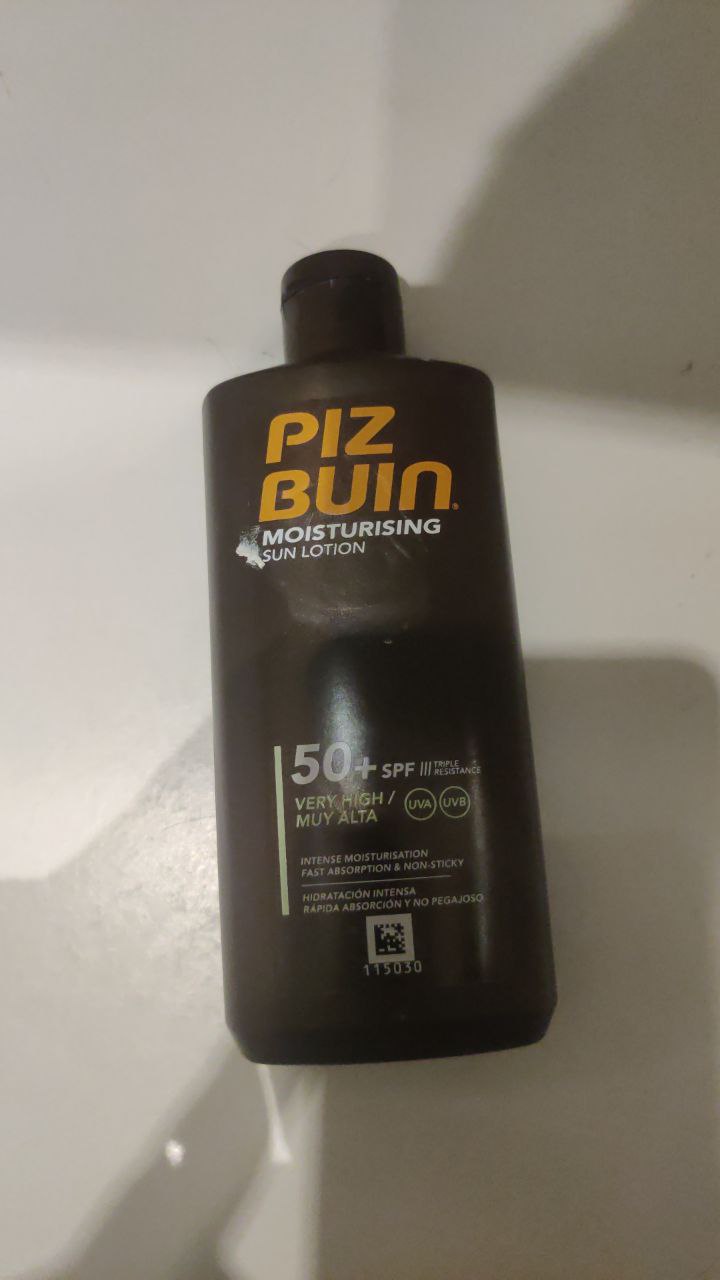 PIZ
BUIN®
MOISTURISING
SUN LOTION
50+ SPF TRIPLE
RESISTANCE
VERY HIGH /
MUY ALTA
UVA UVB
INTENSE MOISTURISATION
FAST ABSORPTION & NON-STICKY
HIDRATACIÓN INTENSA
RÁPIDA ABSORCIÓN Y NO PEGAJOSO
115030